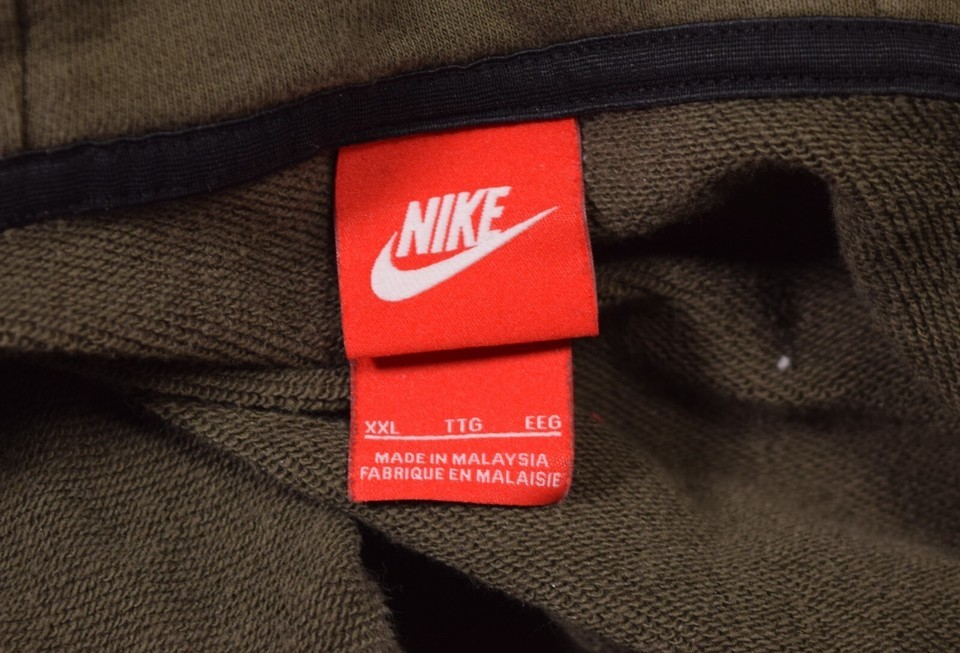 NIKE
XXL TTG EEG
MADE IN MALAYSIA
FABRIQUE EN MALAISIE